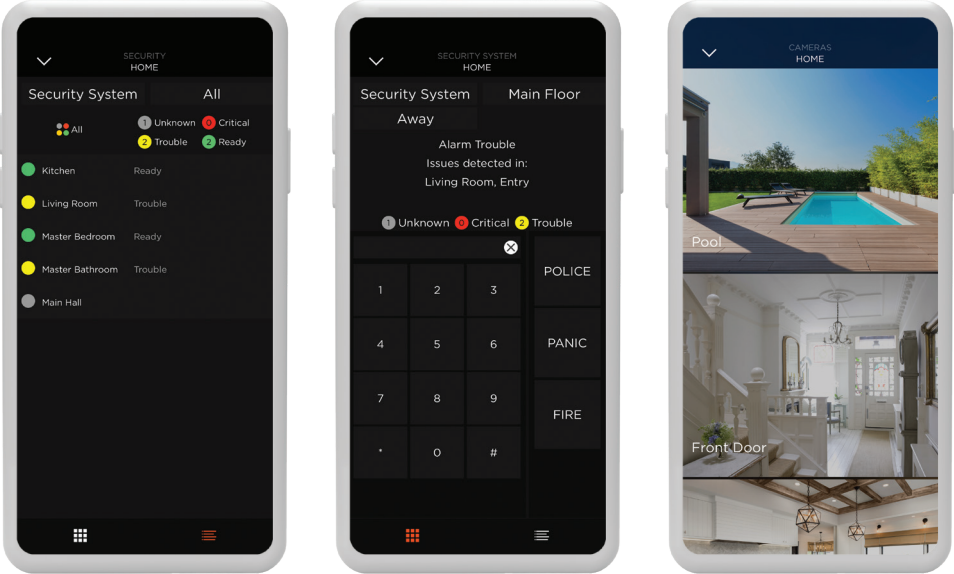 SECURITY
HOME
Security System All
All
1 Unknown 0 Critical
2 Trouble 2 Ready
Kitchen Ready
Living Room Trouble
Master Bedroom Ready
Master Bathroom Trouble
Main Hall
SECURITY SYSTEM
HOME
Security System Main Floor
Away
Alarm Trouble
Issues detected in:
Living Room, Entry
1 Unknown 0 Critical 2 Trouble
POLICE
1 2 3
4 5 6
PANIC
7 8 9
FIRE
* 0 #
CAMERAS
HOME
Pool
Front Door